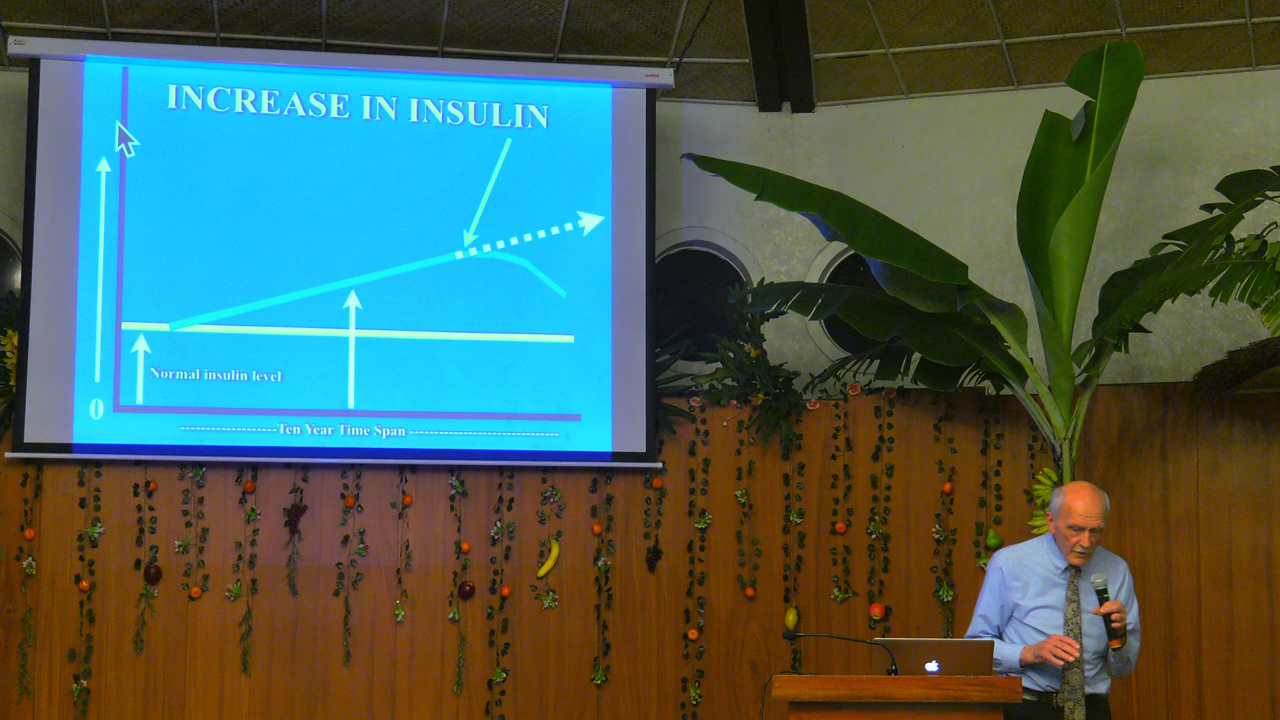 INCREASE IN INSULIN
Normal insulin level
0
--------------------Ten Year Time Span ------------------------------